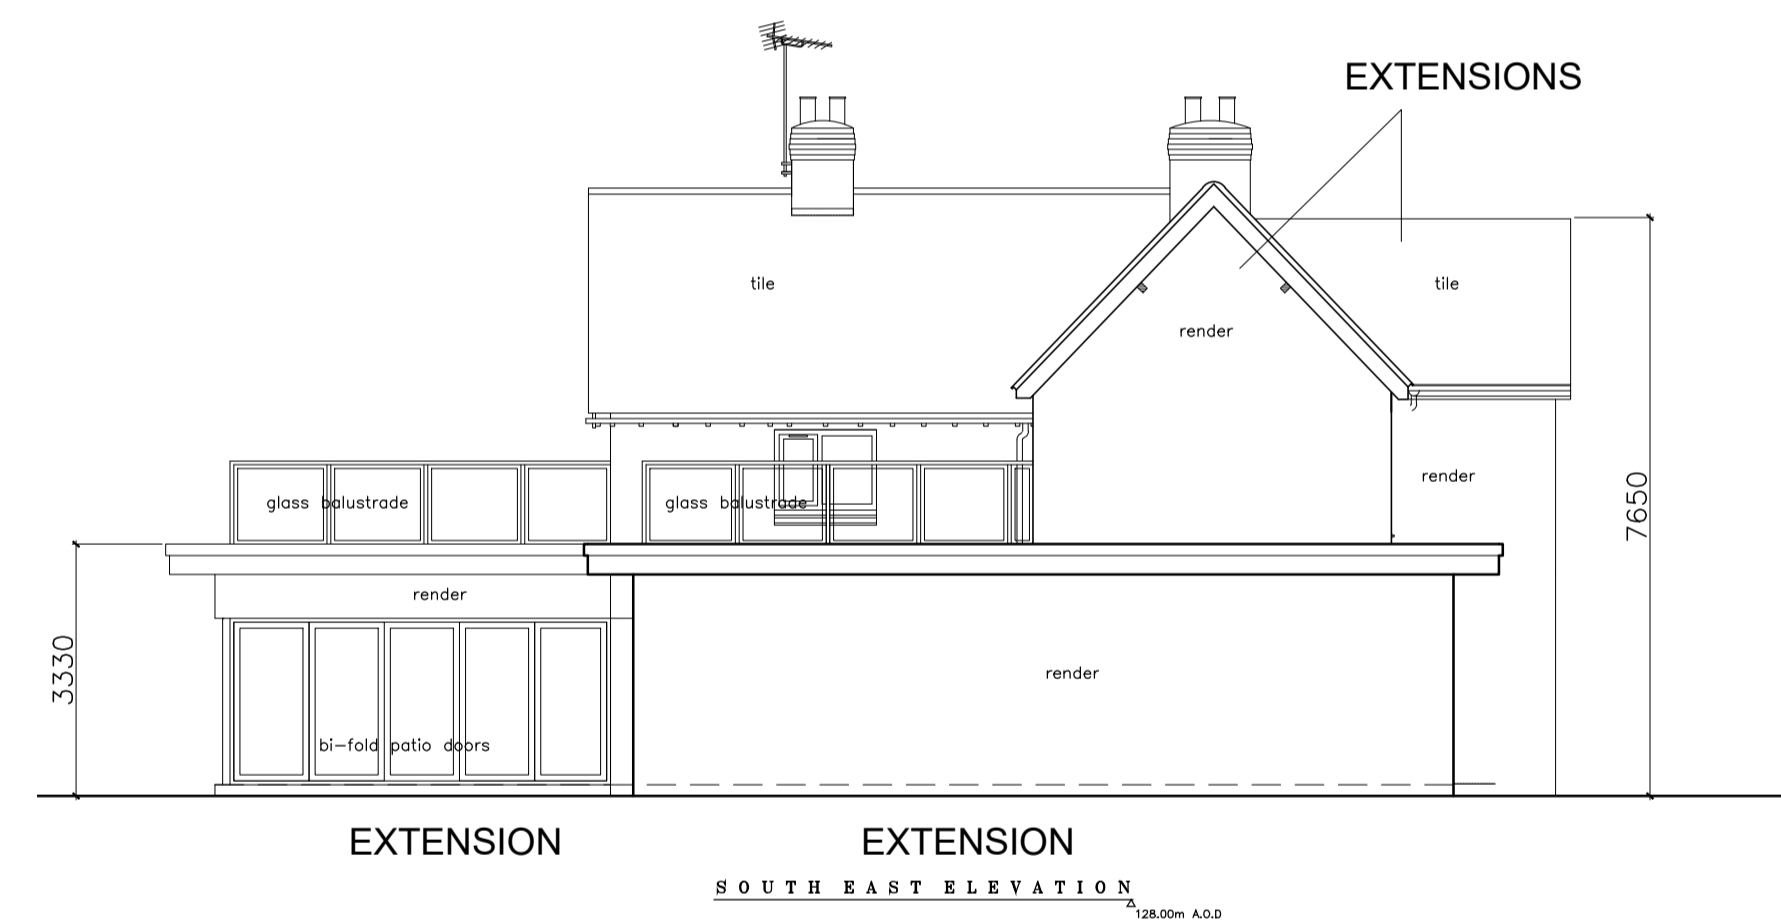 EXTENSIONS
tile
tile
render
render
glass balustrade
glass balustrade
7650
render
3330
render
bi-fold patio doors
EXTENSION
EXTENSION
SOUTH EAST ELEVATION
128.00m A.O.D